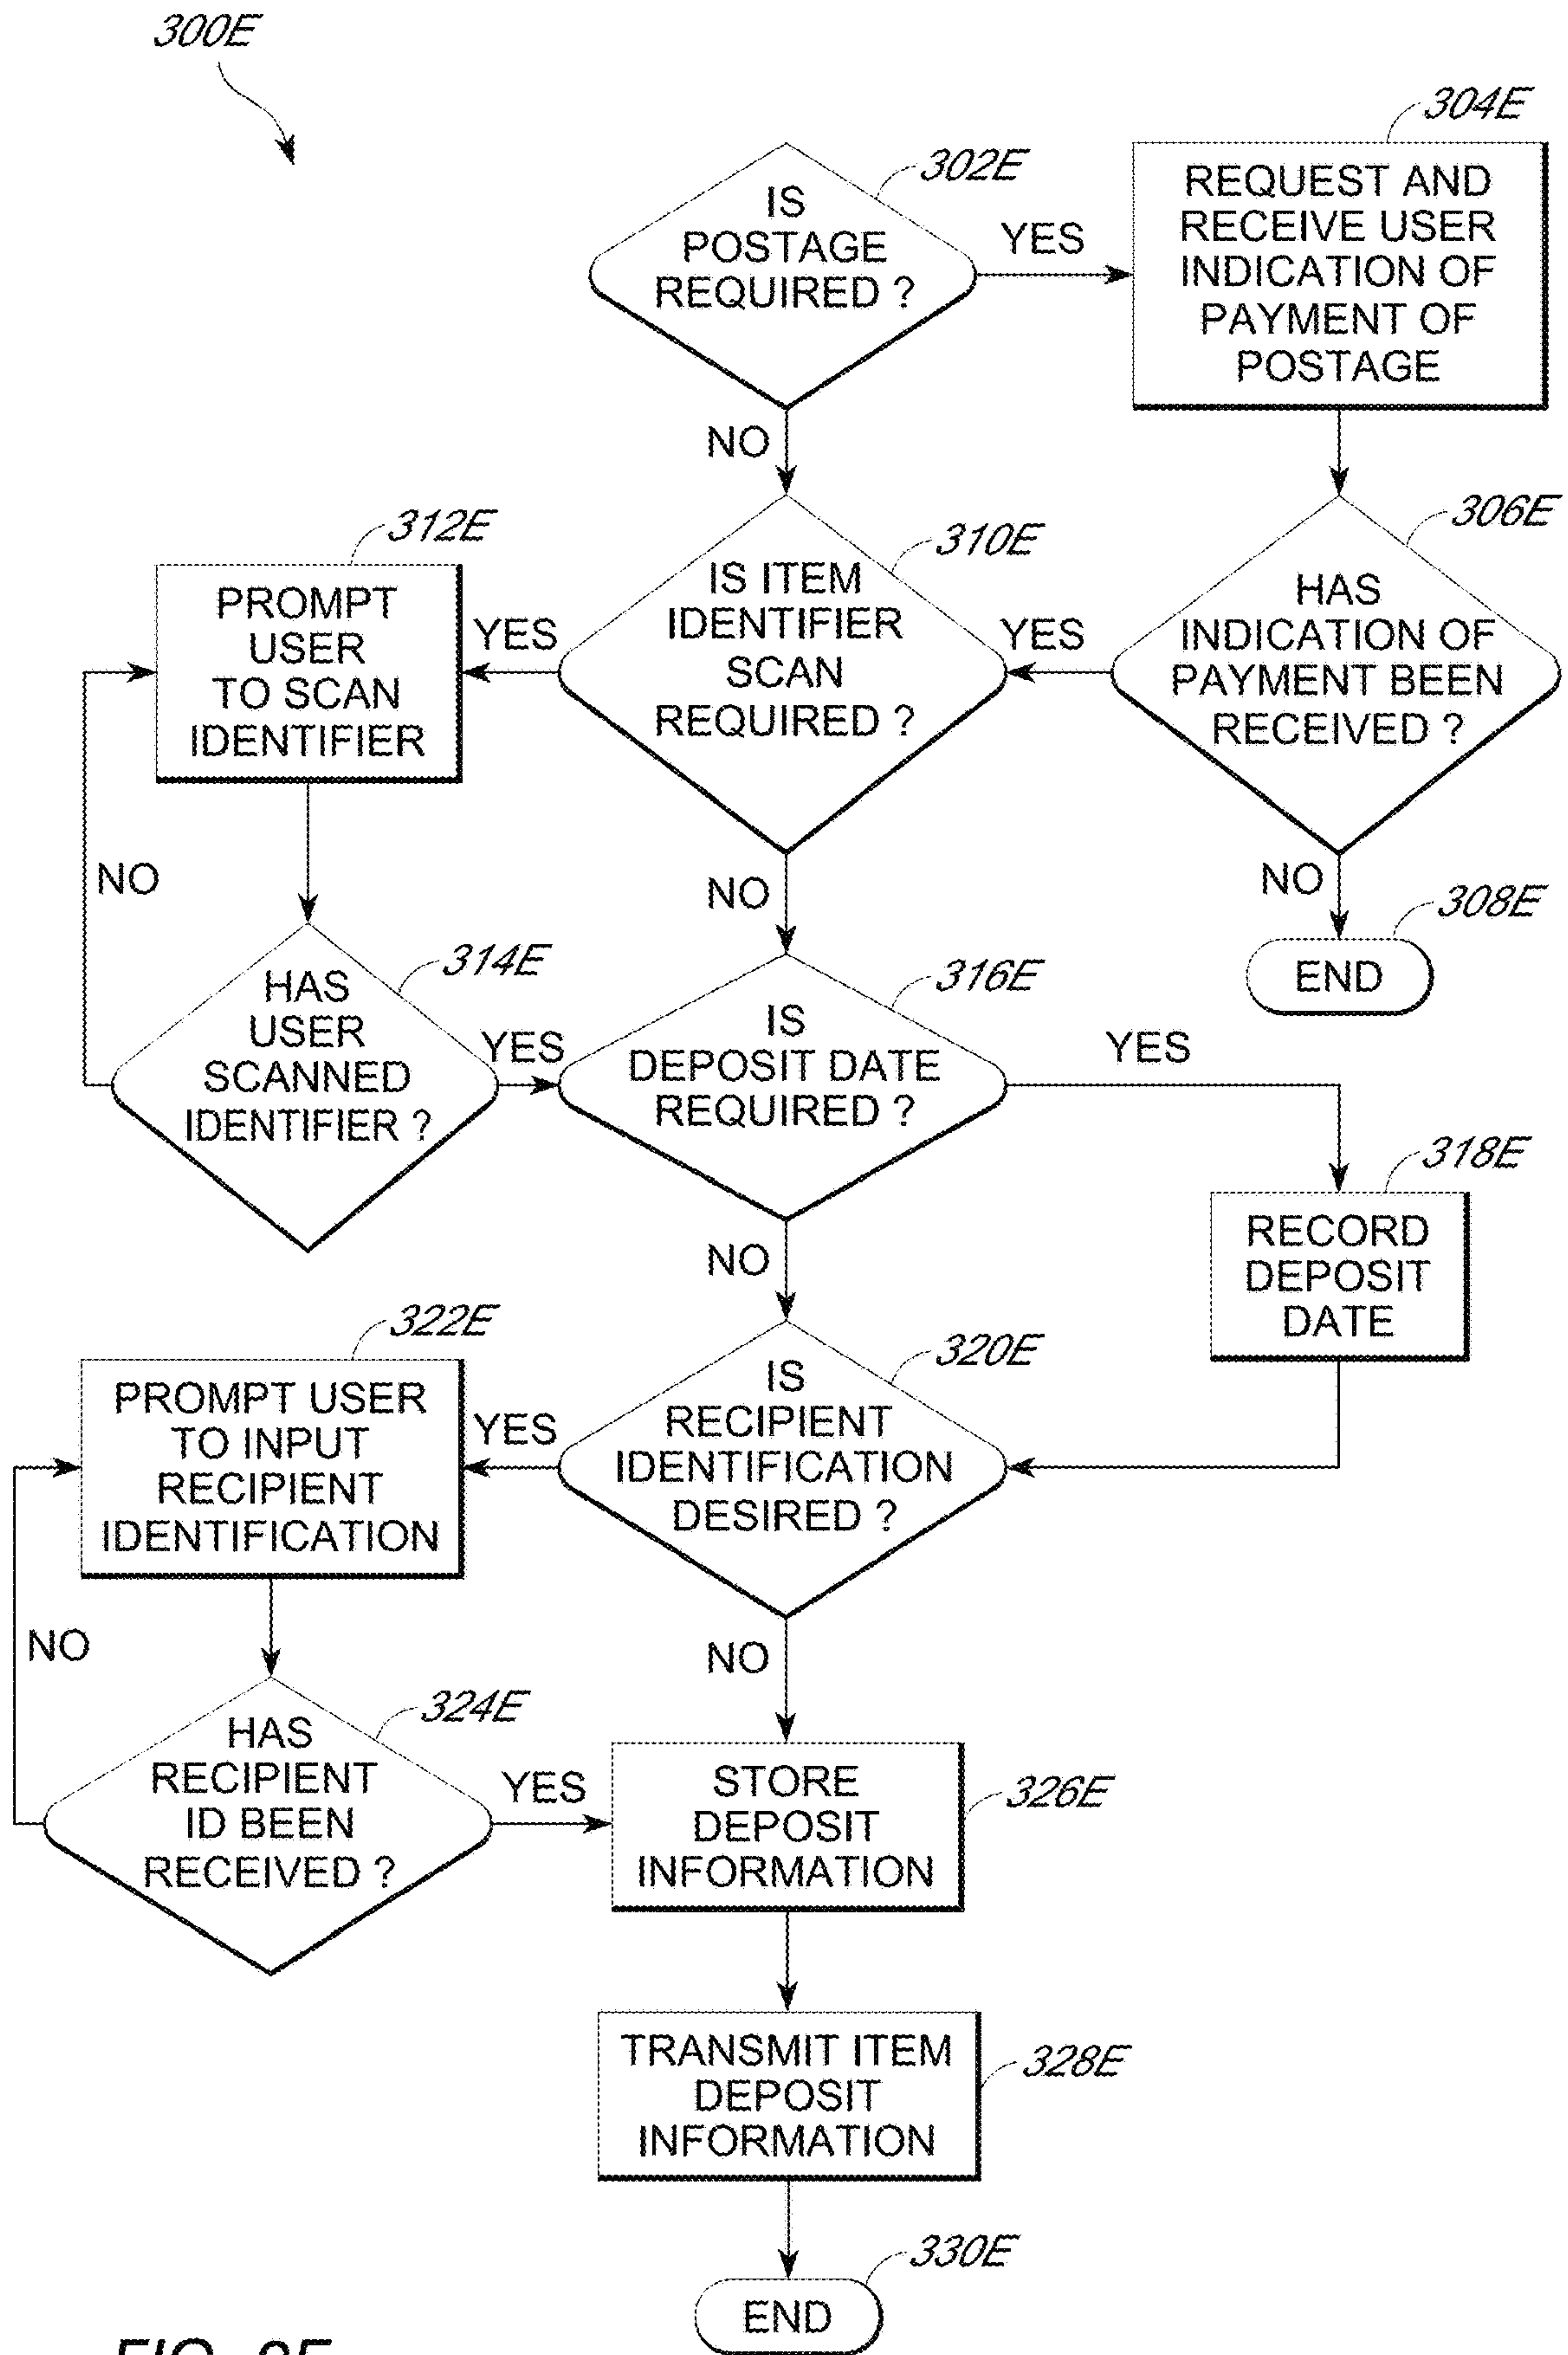 300E
302E
IS
POSTAGE
REQUIRED ?
YES
304E
REQUEST AND
RECEIVE USER
INDICATION OF
PAYMENT OF
POSTAGE
NO
306E
HAS
INDICATION OF
PAYMENT BEEN
RECEIVED ?
YES
NO
308E
END
310E
IS ITEM
IDENTIFIER
SCAN
REQUIRED ?
YES
NO
312E
PROMPT
USER
TO SCAN
IDENTIFIER
314E
HAS
USER
SCANNED
IDENTIFIER ?
NO
YES
316E
IS
DEPOSIT DATE
REQUIRED ?
YES
NO
318E
RECORD
DEPOSIT
DATE
320E
IS
RECIPIENT
IDENTIFICATION
DESIRED ?
YES
NO
322E
PROMPT USER
TO INPUT
RECIPIENT
IDENTIFICATION
324E
HAS
RECIPIENT
ID BEEN
RECEIVED ?
NO
YES
326E
STORE
DEPOSIT
INFORMATION
328E
TRANSMIT ITEM
DEPOSIT
INFORMATION
330E
END